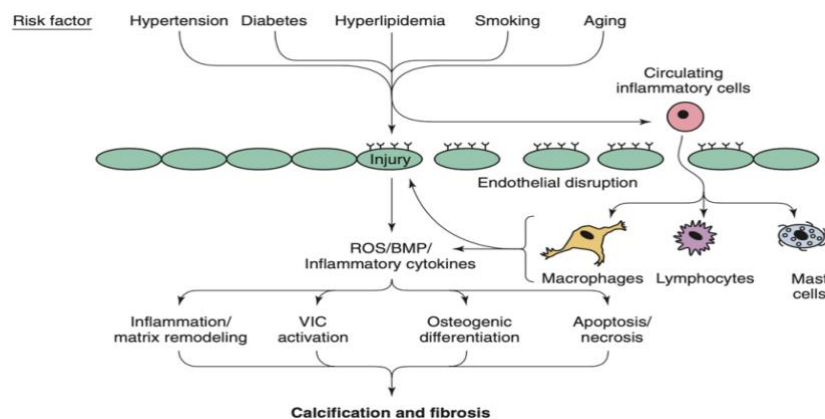 Risk factor
Hypertension Diabetes Hyperlipidemia Smoking Aging
Circulating
inflammatory cells
Injury
Endothelial disruption
ROS/BMP/
Inflammatory cytokines
Macrophages Lymphocytes Mast
cells
Inflammation/
matrix remodeling
VIC
activation
Osteogenic
differentiation
Apoptosis/
necrosis
Calcification and fibrosis